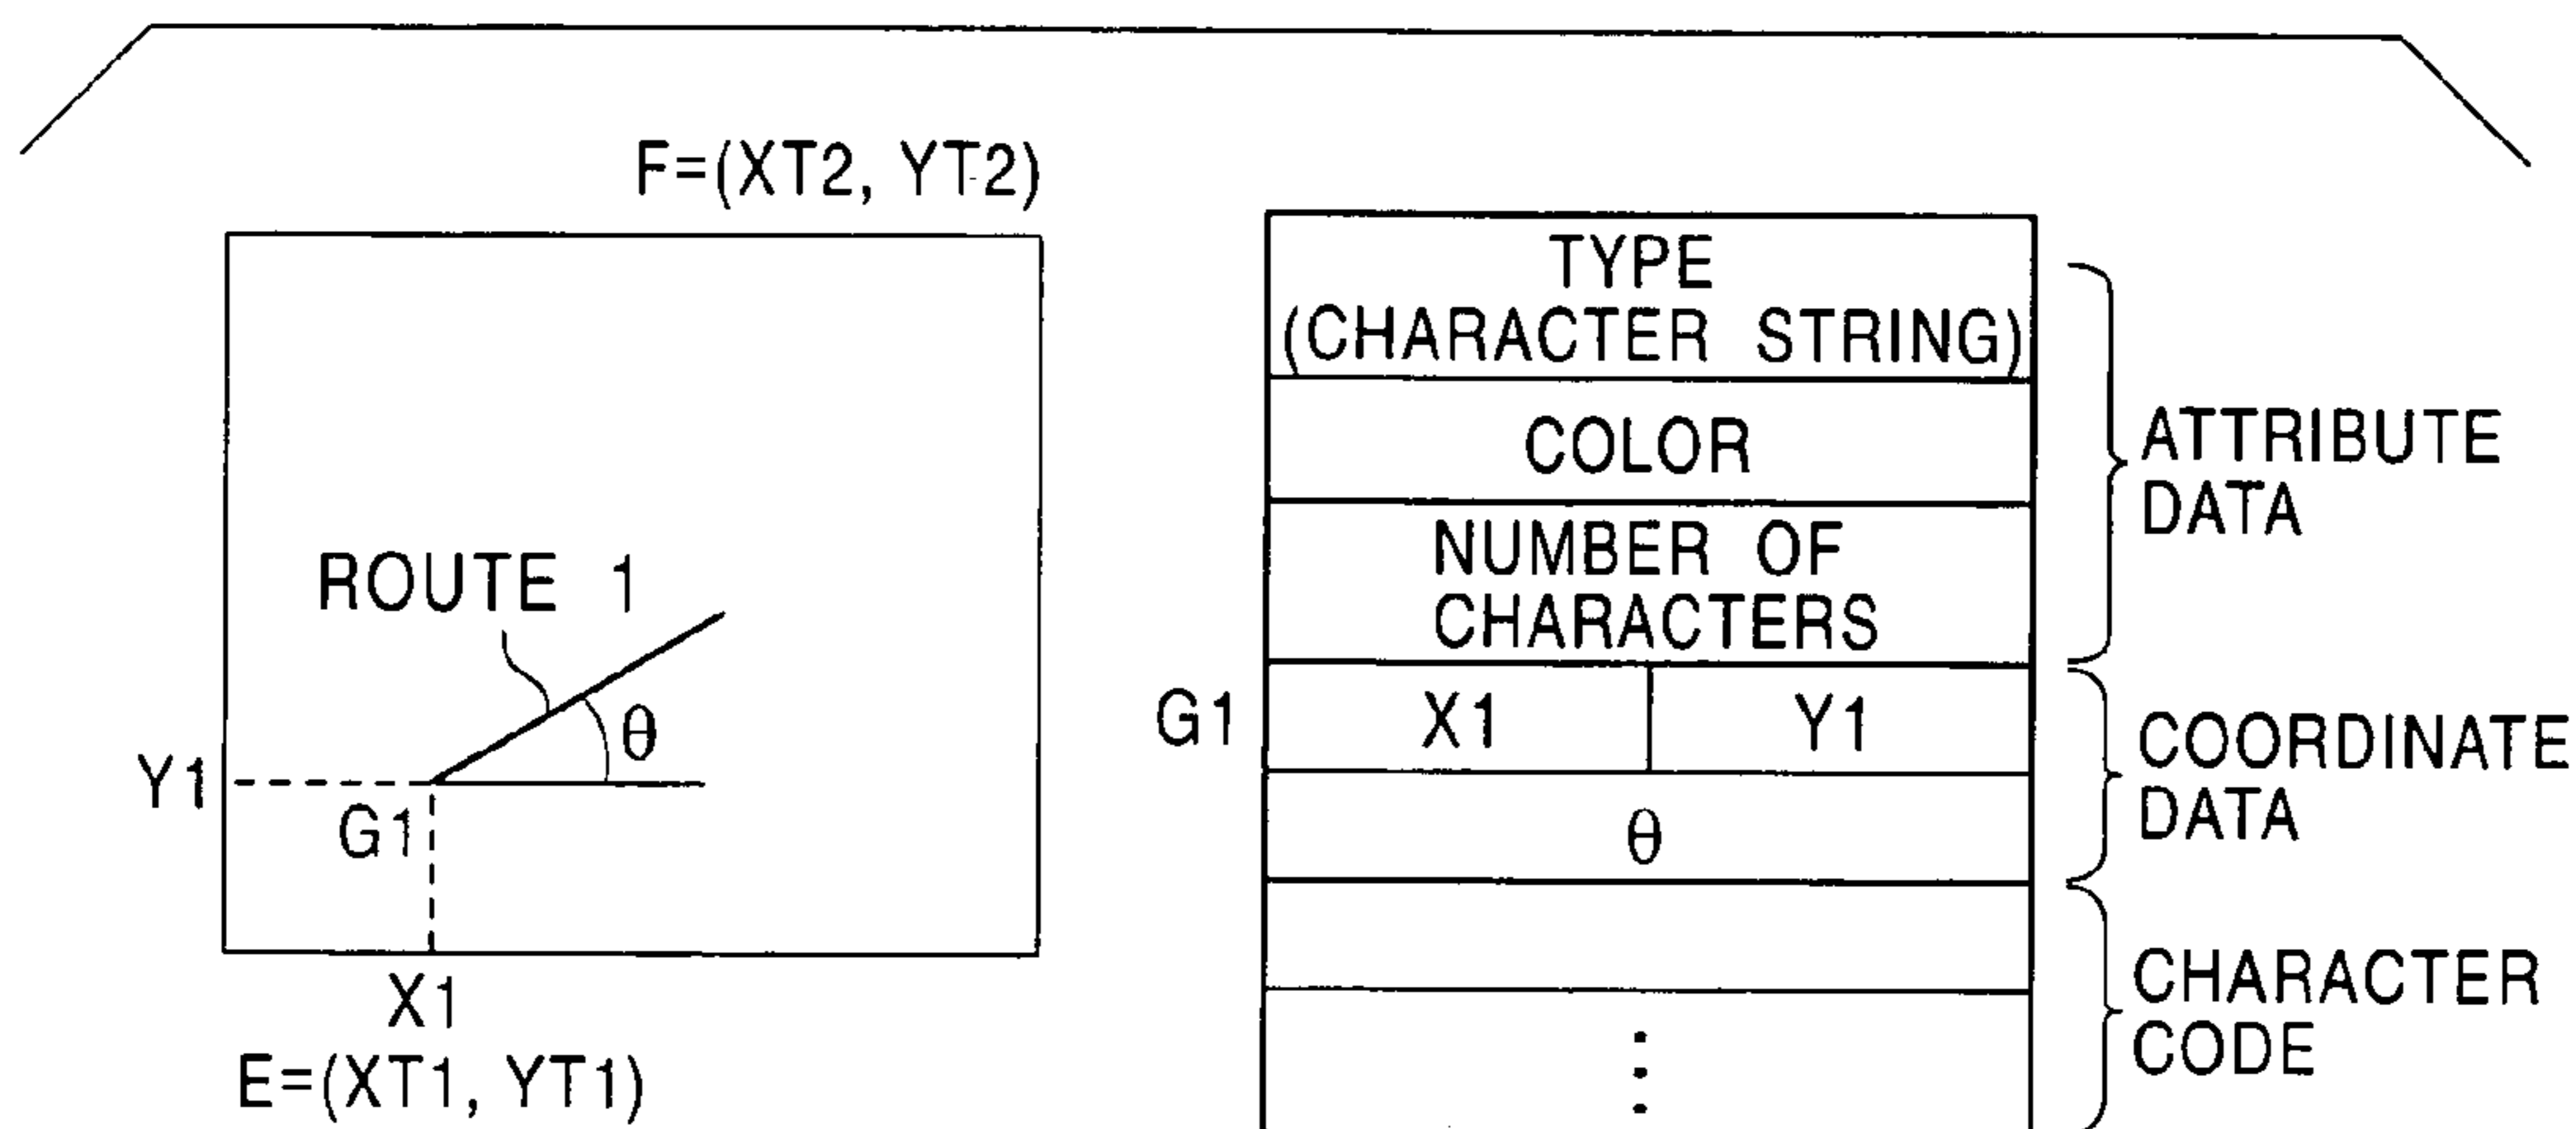 F=(XT2, YT2)
ROUTE 1
θ
Y1
G1
X1
E=(XT1, YT1)
TYPE
(CHARACTER STRING)
COLOR
NUMBER OF
CHARACTERS
G1
X1
Y1
θ
ATTRIBUTE
DATA
COORDINATE
DATA
CHARACTER
CODE